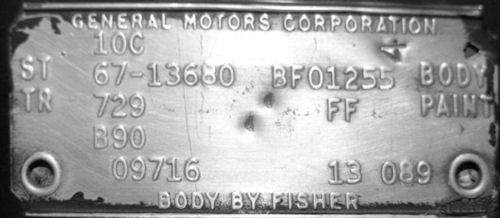 GENERAL MOTORS CORPORATION
10C
ST 67-13680 BF01255 BODY
TR 729 FF PAINT
B90
09716 13 089
BODY BY FISHER